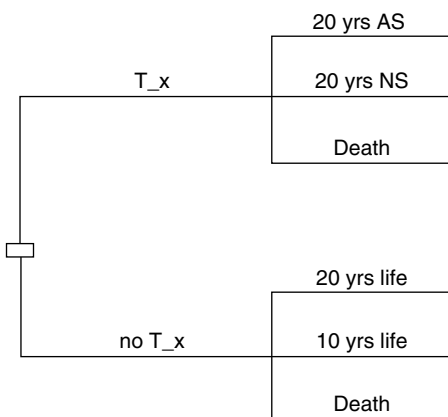 20 yrs AS
T_x
20 yrs NS
Death
20 yrs life
no T_x
10 yrs life
Death